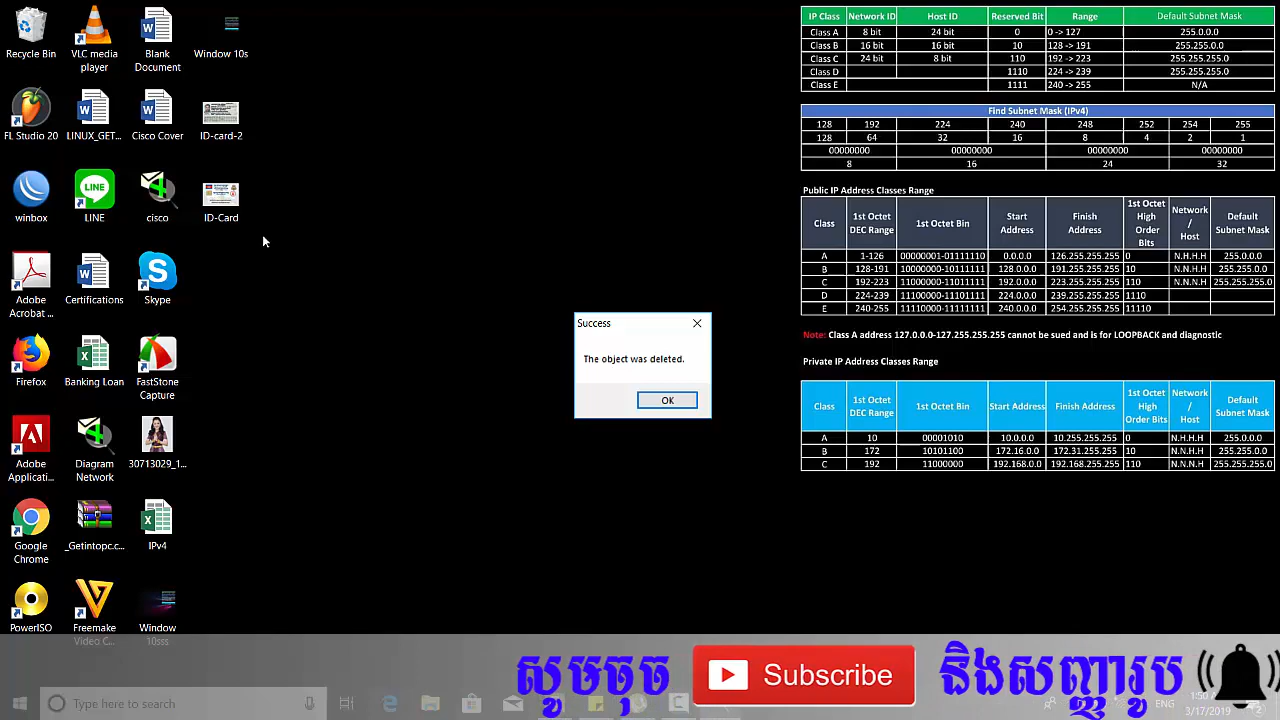 Recycle Bin
VLC media player
Blank Document
Window 10s
FL Studio 20
LINUX_GET...
Cisco Cover
ID-card-2
winbox
LINE
LINE
cisco
ID-Card
Adobe Acrobat ...
Certifications
Skype
Firefox
Banking Loan
FastStone Capture
Adobe Applicati...
Diagram Network
30713029_1...
Google Chrome
_Getintopc.c...
IPv4
PowerISO
Freemake Video C...
Window 10sss
Success
The object was deleted.
OK
IP Class Network ID Host ID Reserved Bit Range Default Subnet Mask
Class A 8 bit 24 bit 0 0 -> 127 255.0.0.0
Class B 16 bit 16 bit 10 128 -> 191 255.255.0.0
Class C 24 bit 8 bit 110 192 -> 223 255.255.255.0
Class D 1110 224 -> 239 255.255.255.0
Class E 1111 240 -> 255 N/A
Find Subnet Mask (IPv4)
128 192 224 240 248 252 254 255
128 64 32 16 8 4 2 1
00000000 00000000 00000000 00000000
8 16 24 32
Public IP Address Classes Range
Class 1st Octet DEC Range 1st Octet Bin Start Address Finish Address 1st Octet High Order Bits Network / Host Default Subnet Mask
A 1-126 00000001-01111110 0.0.0.0 126.255.255.255 0 N.H.H.H 255.0.0.0
B 128-191 10000000-10111111 128.0.0.0 191.255.255.255 10 N.N.H.H 255.255.0.0
C 192-223 11000000-11011111 192.0.0.0 223.255.255.255 110 N.N.N.H 255.255.255.0
D 224-239 11100000-11101111 224.0.0.0 239.255.255.255 1110
E 240-255 11110000-11111111 240.0.0.0 254.255.255.255 11110
Note: Class A address 127.0.0.0-127.255.255.255 cannot be sued and is for LOOPBACK and diagnostic
Private IP Address Classes Range
Class 1st Octet DEC Range 1st Octet Bin Start Address Finish Address 1st Octet High Order Bits Network / Host Default Subnet Mask
A 10 00001010 10.0.0.0 10.255.255.255 0 N.H.H.H 255.0.0.0
B 172 10101100 172.16.0.0 172.31.255.255 10 N.N.H.H 255.255.0.0
C 192 11000000 192.168.0.0 192.168.255.255 110 N.N.N.H 255.255.255.0
សូមចុច Subscribe និងសញ្ញារូប
Type here to search
ENG
1:50
3/17/2019